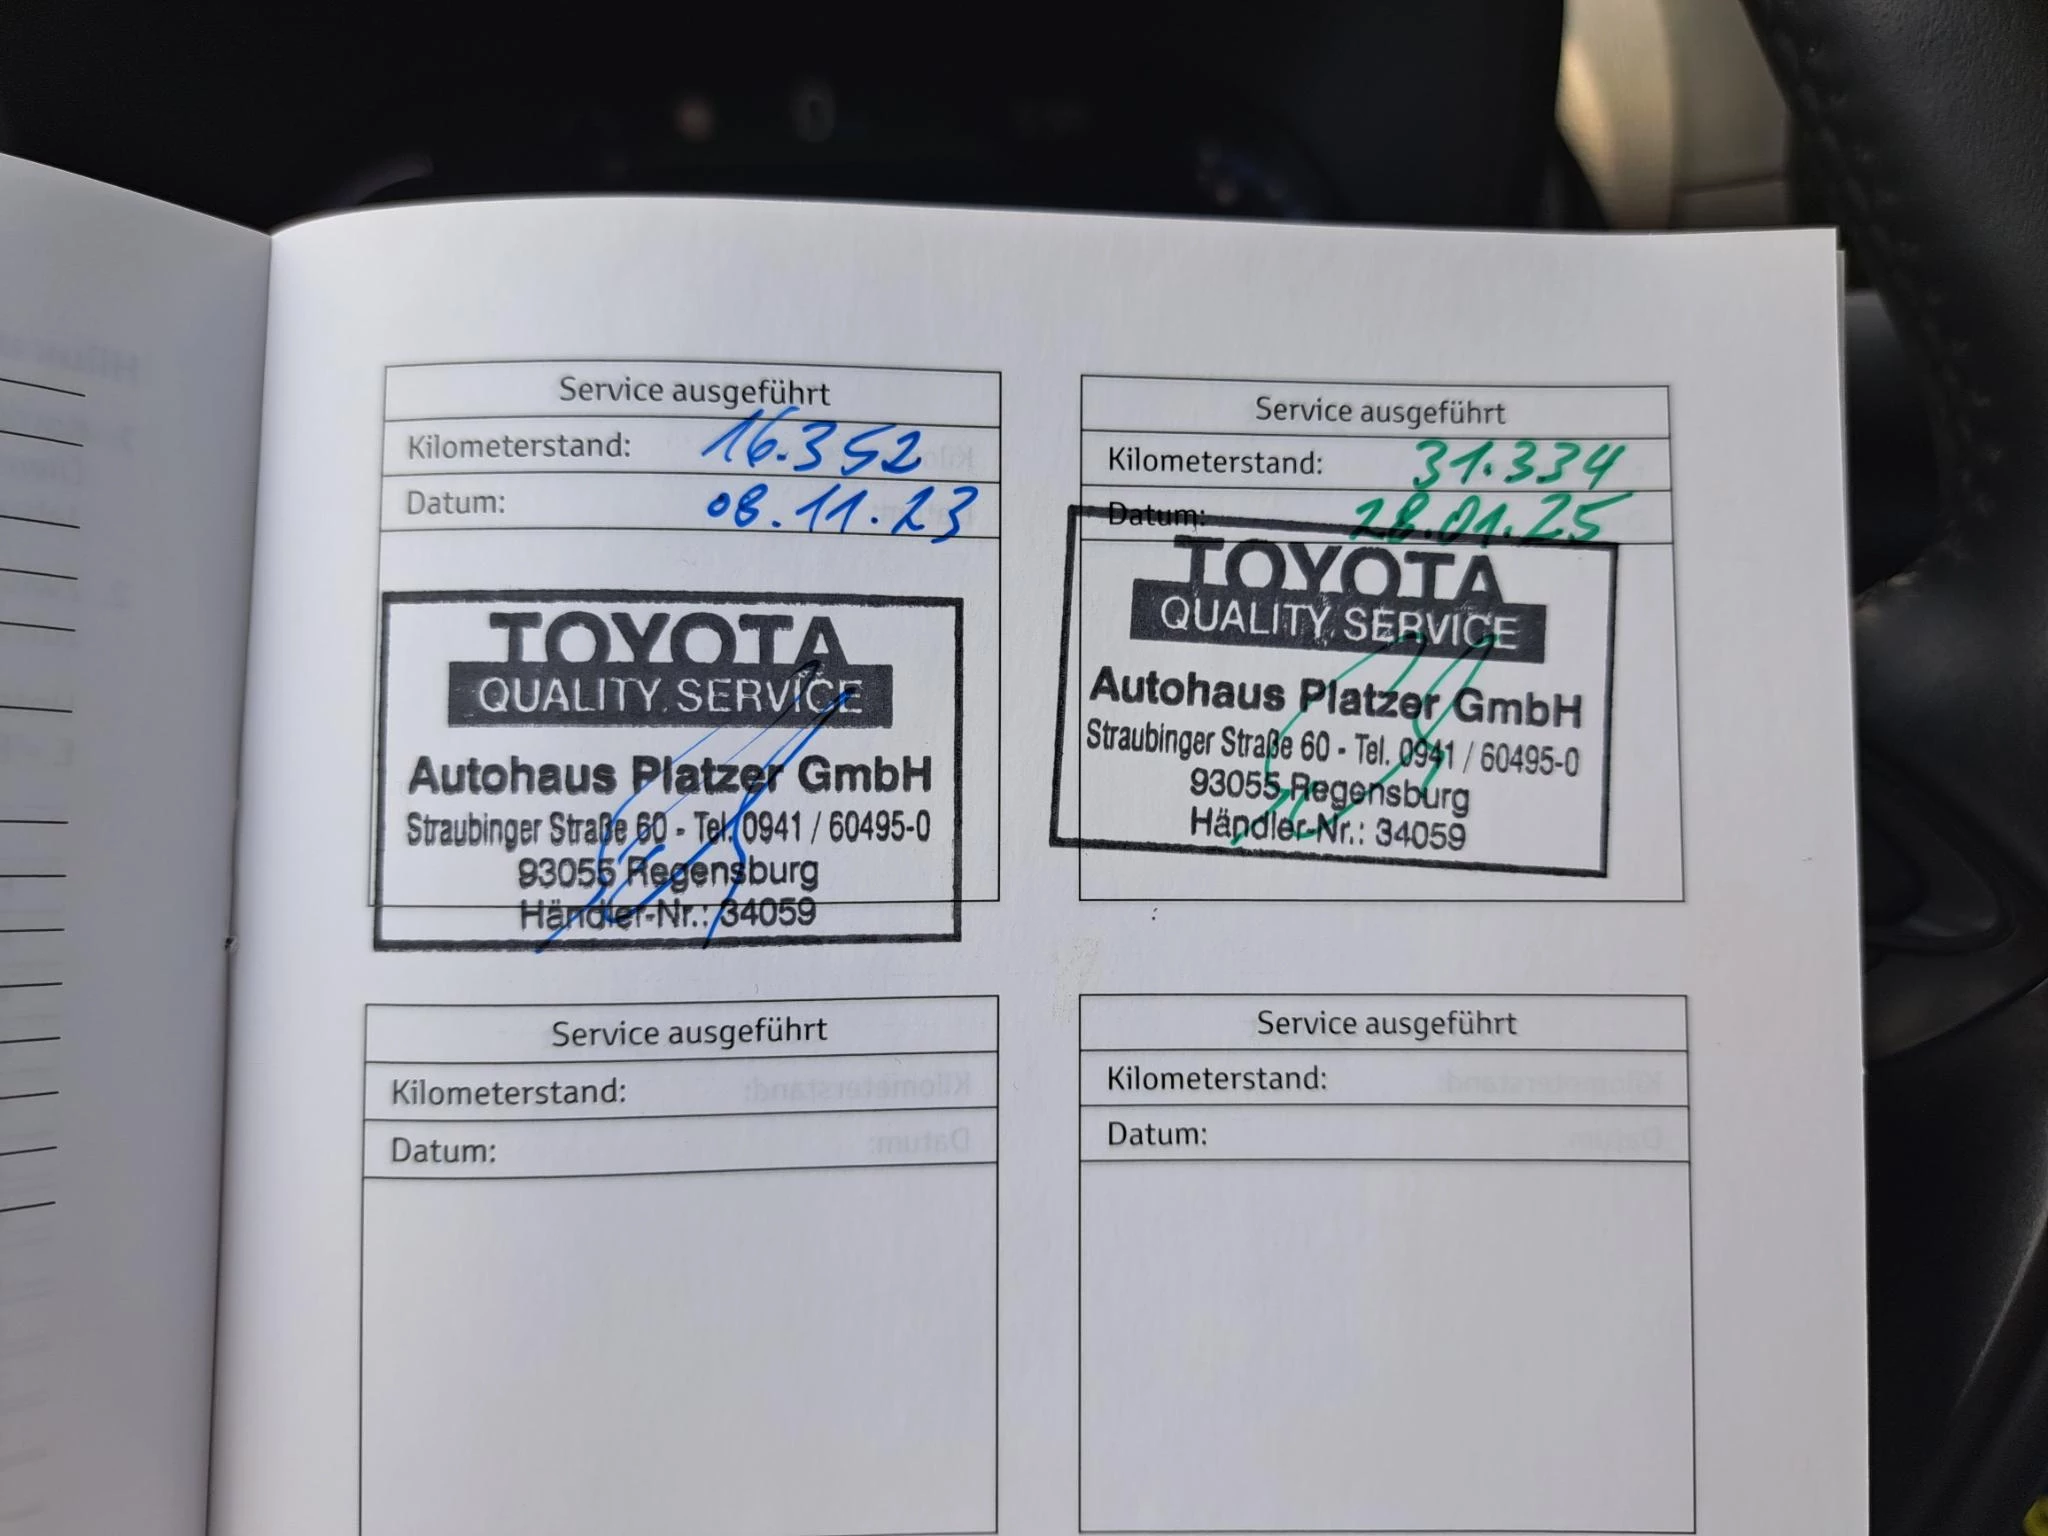 Service ausgeführt
Kilometerstand: 16.352
Datum: 08.11.23
TOYOTA
QUALITY SERVICE
Autohaus Platzer GmbH
Straubinger Straße 60 - Tel. 0941 / 60495-0
93055 Regensburg
Händler-Nr.: 34059
Service ausgeführt
Kilometerstand: 31.334
Datum: 28.01.25
TOYOTA
QUALITY SERVICE
Autohaus Platzer GmbH
Straubinger Straße 60 - Tel. 0941 / 60495-0
93055 Regensburg
Händler-Nr.: 34059
Service ausgeführt
Kilometerstand:
Datum:
Service ausgeführt
Kilometerstand:
Datum: